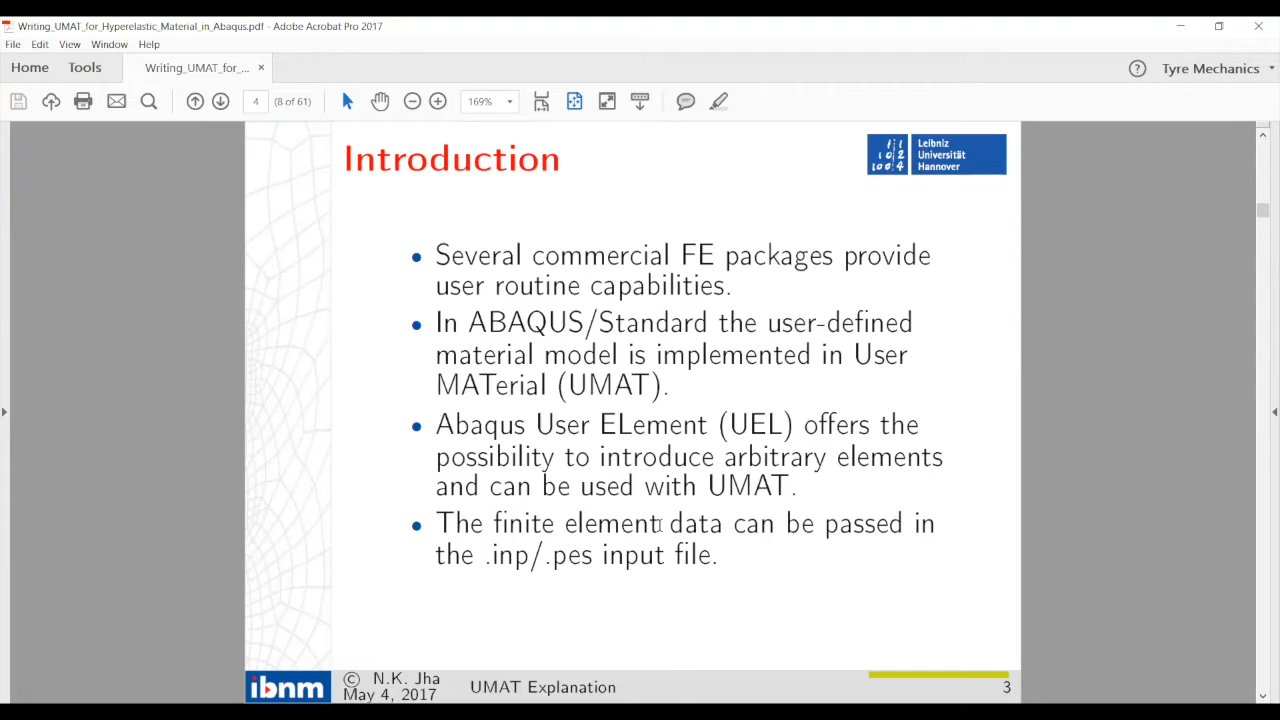 Writing_UMAT_for_Hyperelastic_Material_in_Abaqus.pdf - Adobe Acrobat Pro 2017
File Edit View Window Help
Home Tools Writing_UMAT_for_... × Tyre Mechanics
4 (8 of 61) 169%
Introduction
Leibniz
Universität
Hannover
• Several commercial FE packages provide
user routine capabilities.
• In ABAQUS/Standard the user-defined
material model is implemented in User
MATerial (UMAT).
• Abaqus User ELement (UEL) offers the
possibility to introduce arbitrary elements
and can be used with UMAT.
• The finite element data can be passed in
the .inp/.pes input file.
ibnm
© N.K. Jha
May 4, 2017
UMAT Explanation
3